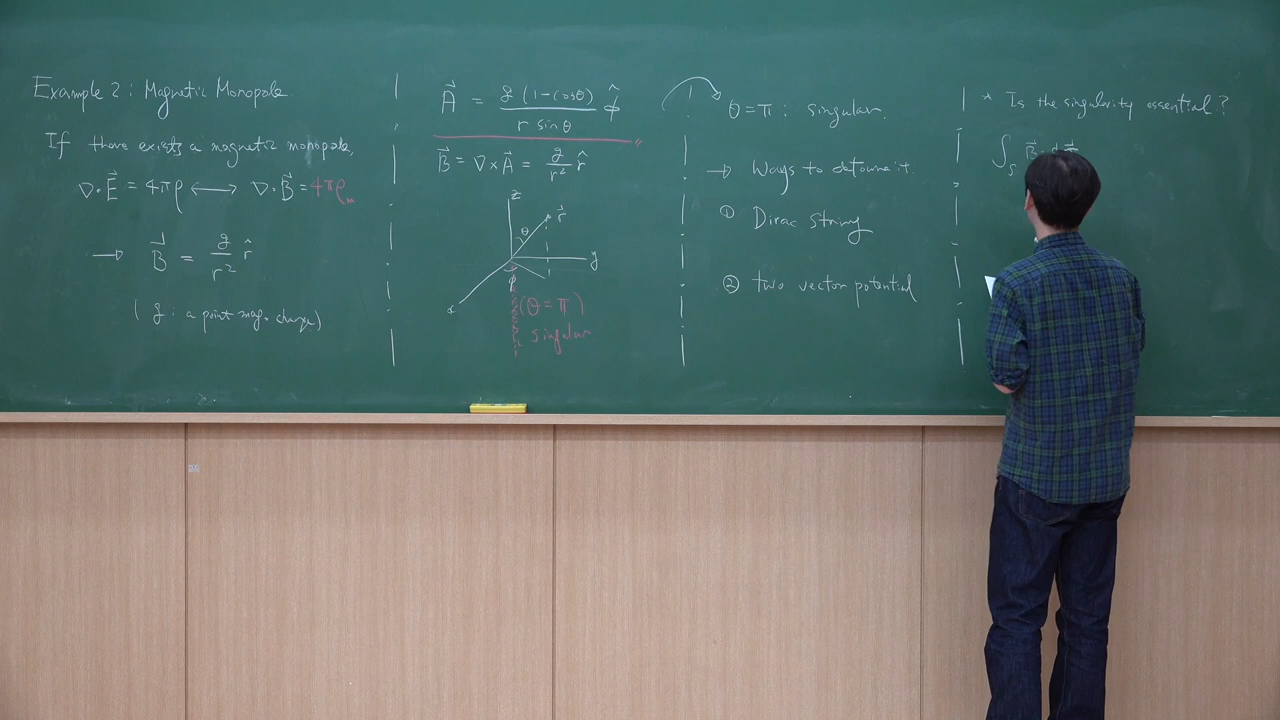 Example 2 : Magnetic Monopole
If there exists a magnetic monopole,
∇·E⃗ = 4πρ ⟷ ∇·B⃗ = 4πρₘ
→ B⃗ = g/r² r̂
( g : a point mag. charge)
A⃗ = g (1-cosθ)/r sinθ φ̂
B⃗ = ∇×A⃗ = g/r² r̂
z
r⃗
θ
y
φ
x
(θ=π)
singular
θ=π : singular.
→ Ways to detour it.
① Dirac String
② two vector potential
* Is the singularity essential ?
∫ₛ B⃗